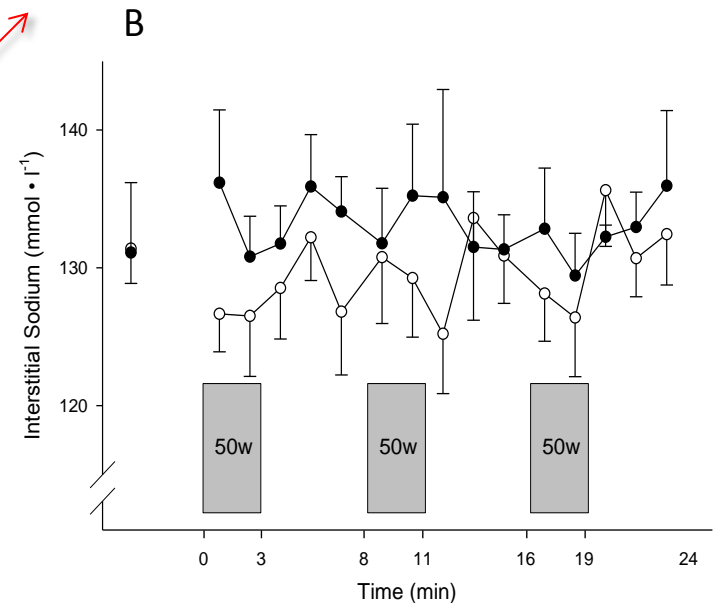 B
Interstitial Sodium (mmol • l⁻¹)
140
130
120
50w 50w 50w
0 3 8 11 16 19 24
Time (min)